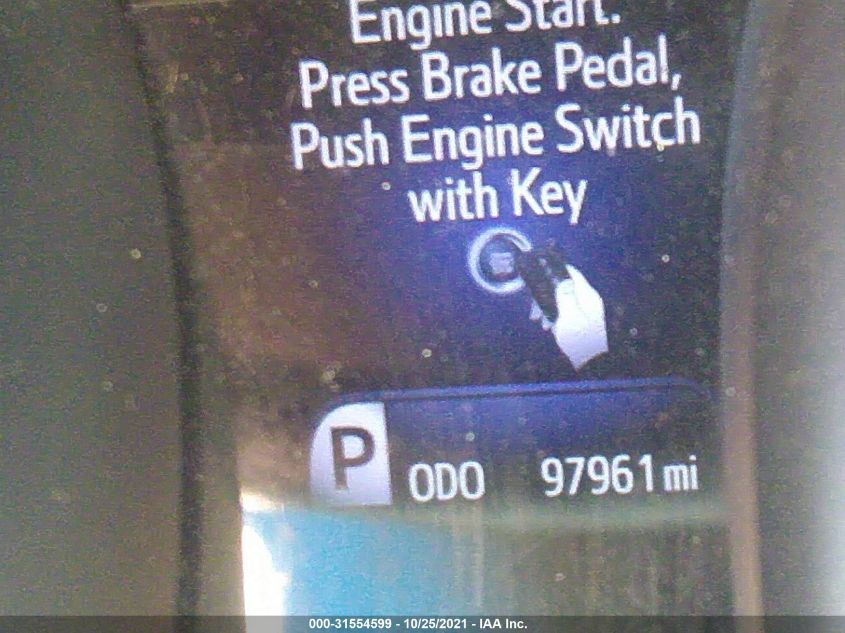 Engine Start.
Press Brake Pedal,
Push Engine Switch
with Key
P ODO 97961 mi
000-31554599 - 10/25/2021 - IAA Inc.